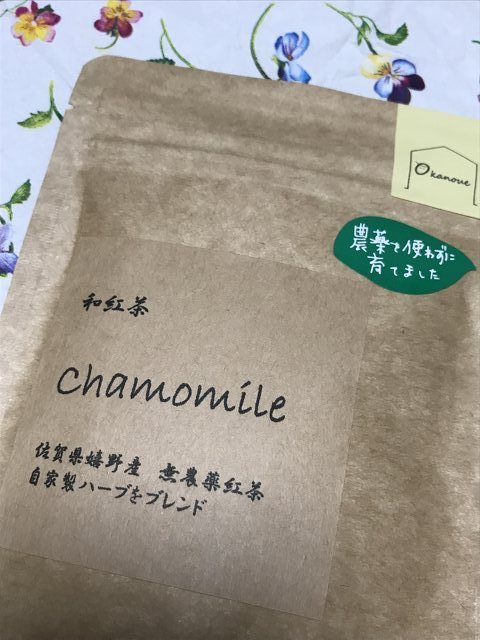 Okanoue
農薬を使わずに
育てました
和紅茶
chamomile
佐賀県嬉野産 無農薬紅茶
自家製ハーブをブレンド